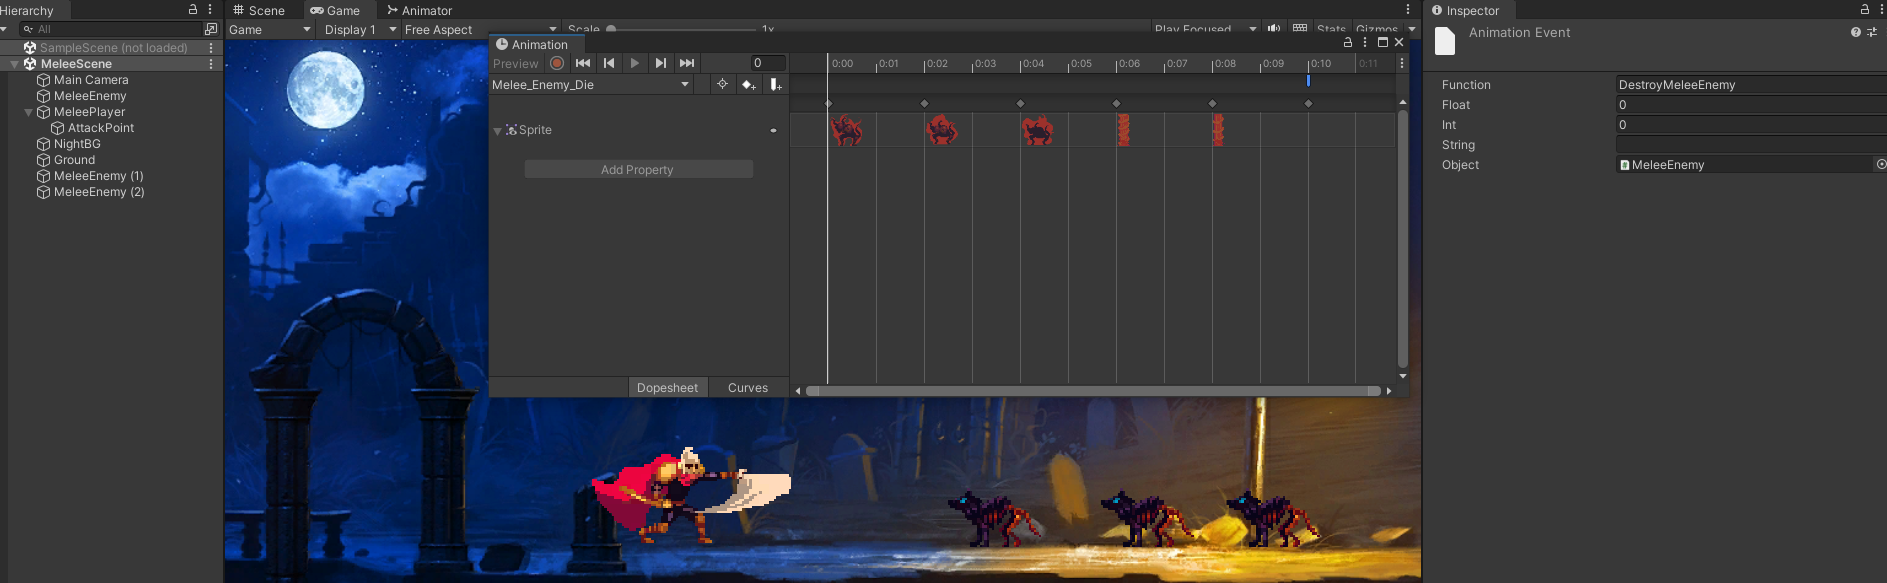 Hierarchy
All
SampleScene (not loaded)
MeleeScene
Main Camera
MeleeEnemy
MeleePlayer
AttackPoint
NightBG
Ground
MeleeEnemy (1)
MeleeEnemy (2)
Scene Game Animator
Game Display 1 Free Aspect Scale 1x Play Focused Stats Gizmos
Animation
Preview 0
Melee_Enemy_Die
Sprite
Add Property
Dopesheet Curves
0:00 0:01 0:02 0:03 0:04 0:05 0:06 0:07 0:08 0:09 0:10 0:11
Inspector
Animation Event
Function DestroyMeleeEnemy
Float 0
Int 0
String
Object MeleeEnemy